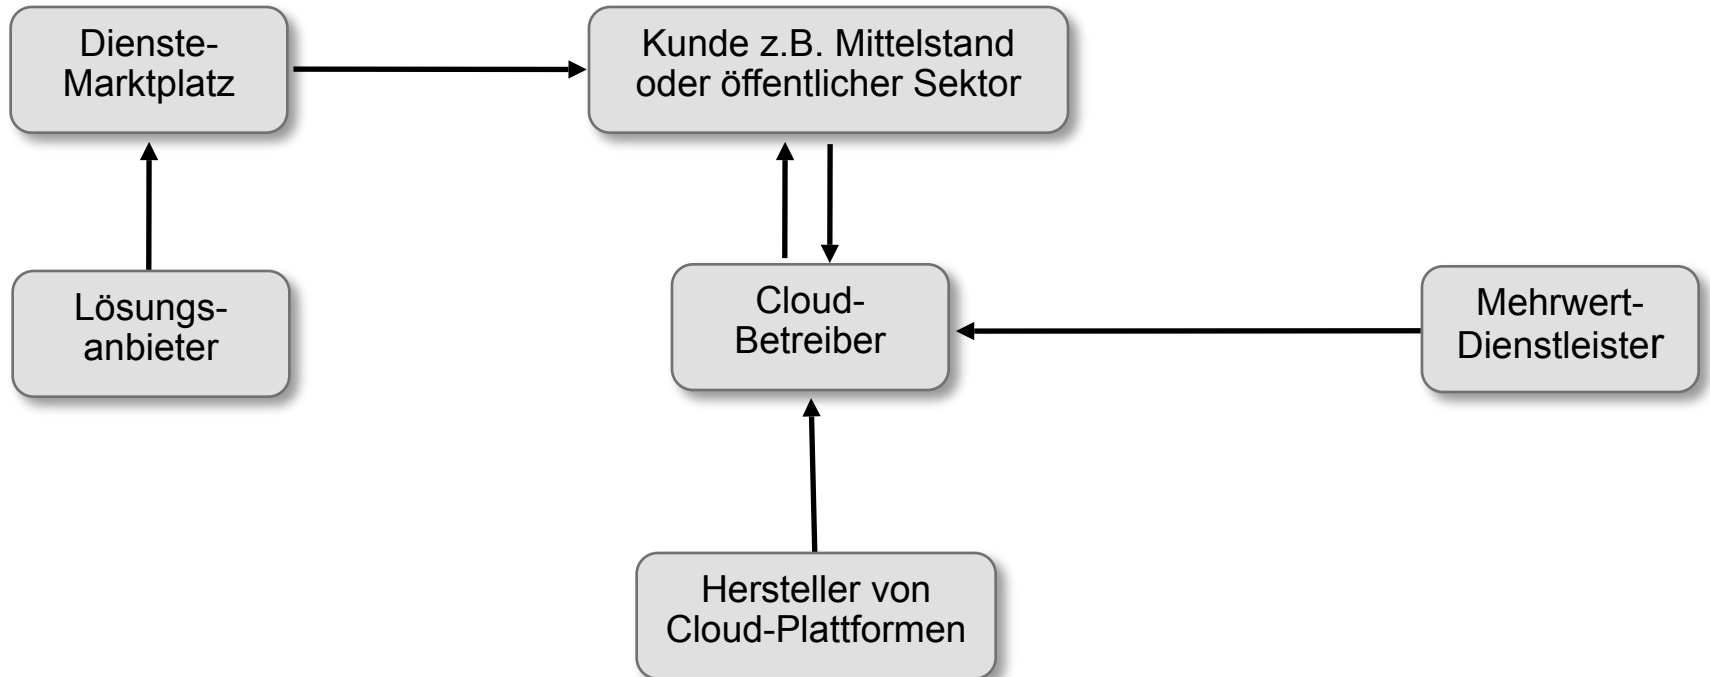 Dienste-
Marktplatz
Kunde z.B. Mittelstand
oder öffentlicher Sektor
Lösungs-
anbieter
Cloud-
Betreiber
Mehrwert-
Dienstleister
Hersteller von
Cloud-Plattformen